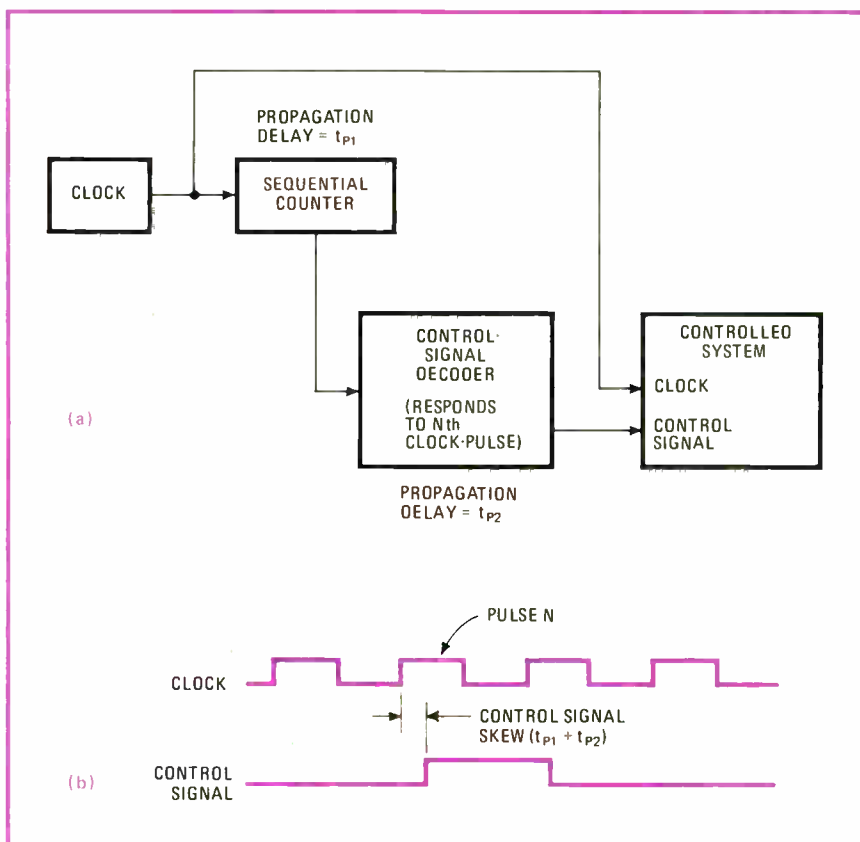 PROPAGATION
DELAY = tP1
CLOCK
SEQUENTIAL
COUNTER
CONTROL-
SIGNAL
OECOOER
(RESPONDS
TO Nth
CLOCK-PULSE)
CONTROLLEO
SYSTEM
CLOCK
CONTROL
SIGNAL
(a)
PROPAGATION
OELAY = tP2
PULSE N
CLOCK
CONTROL SIGNAL
SKEW (tP1 + tP2)
CONTROL
SIGNAL
(b)